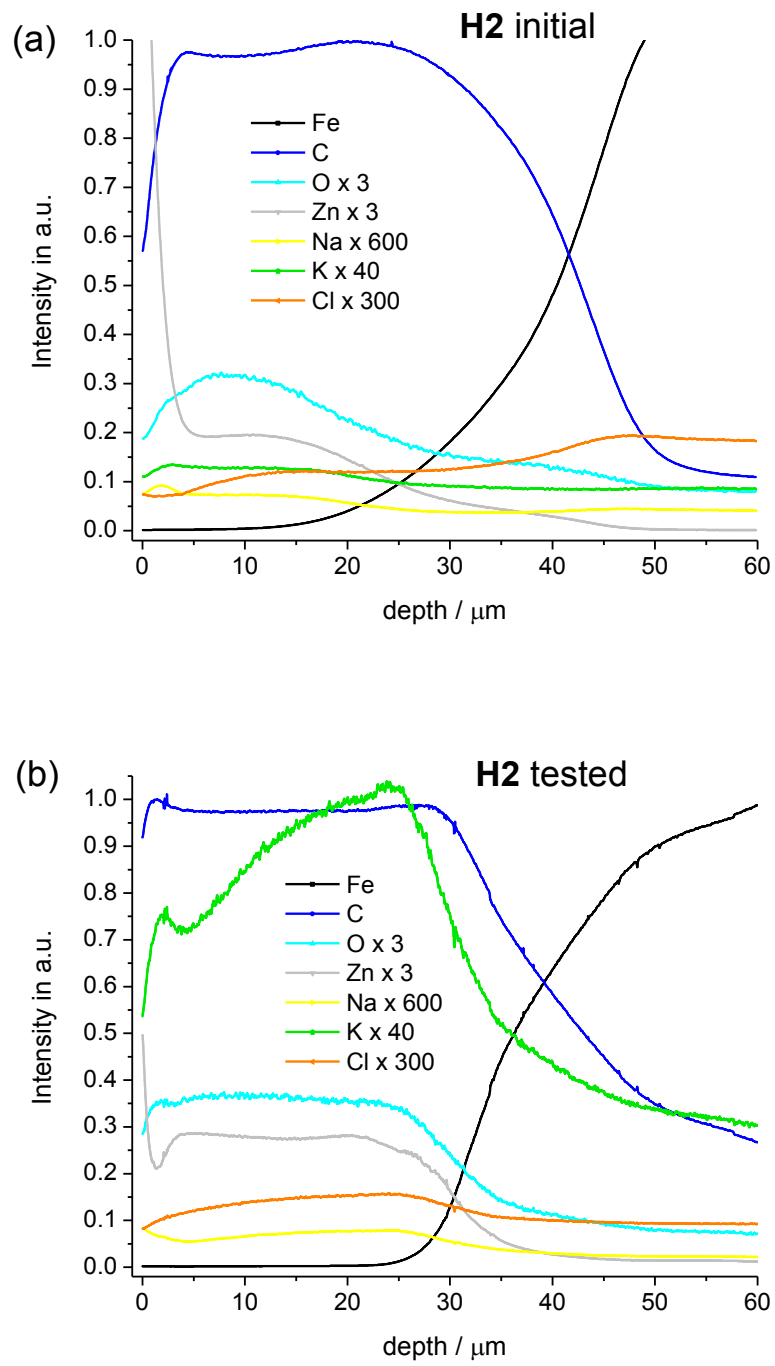 (a)
H2 initial
1.0
0.9
0.8
0.7
0.6
0.5
0.4
0.3
0.2
0.1
0.0
Intensity in a.u.
Fe
C
O x 3
Zn x 3
Na x 600
K x 40
Cl x 300
0 10 20 30 40 50 60
depth / μm
(b)
H2 tested
1.0
0.9
0.8
0.7
0.6
0.5
0.4
0.3
0.2
0.1
0.0
Intensity in a.u.
Fe
C
O x 3
Zn x 3
Na x 600
K x 40
Cl x 300
0 10 20 30 40 50 60
depth / μm